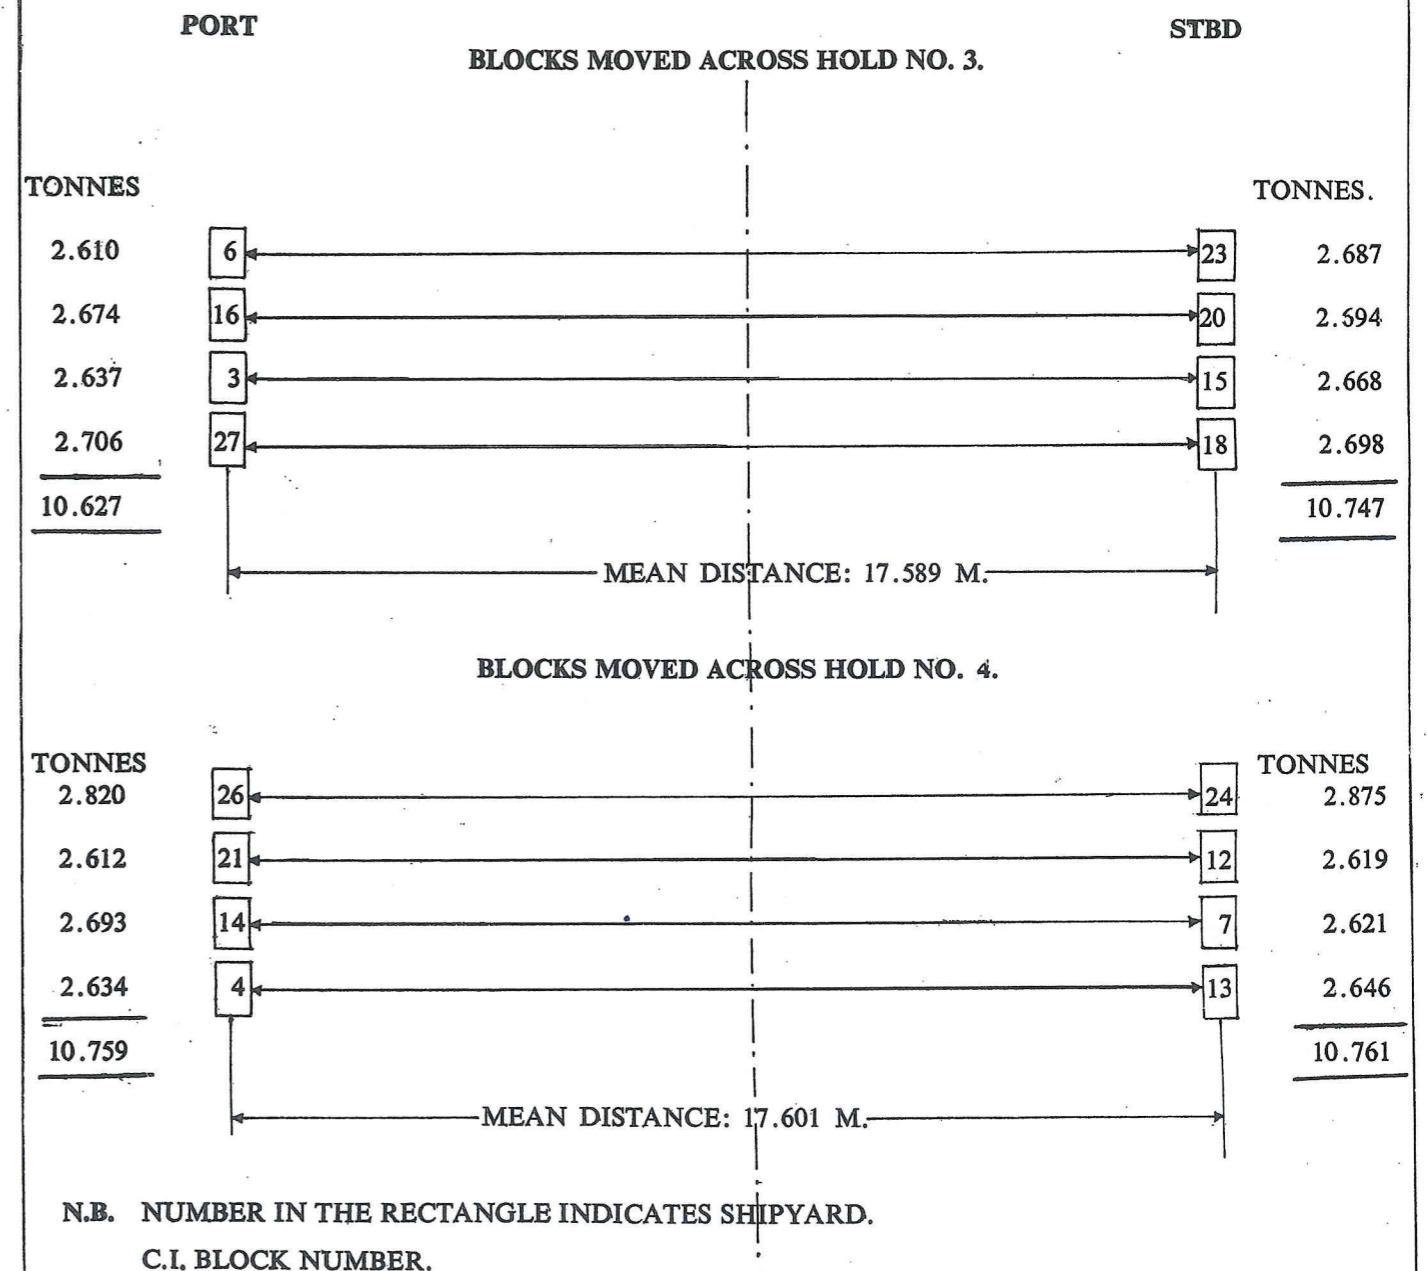 PORT STBD
BLOCKS MOVED ACROSS HOLD NO. 3.
TONNES TONNES.
2.610 6 23 2.687
2.674 16 20 2.694
2.637 3 15 2.668
2.706 27 18 2.698
10.627 10.747
MEAN DISTANCE: 17.589 M.
BLOCKS MOVED ACROSS HOLD NO. 4.
TONNES TONNES
2.820 26 24 2.875
2.612 21 12 2.619
2.693 14 7 2.621
2.634 4 13 2.646
10.759 10.761
MEAN DISTANCE: 17.601 M.
N.B. NUMBER IN THE RECTANGLE INDICATES SHIPYARD.
C.I. BLOCK NUMBER.